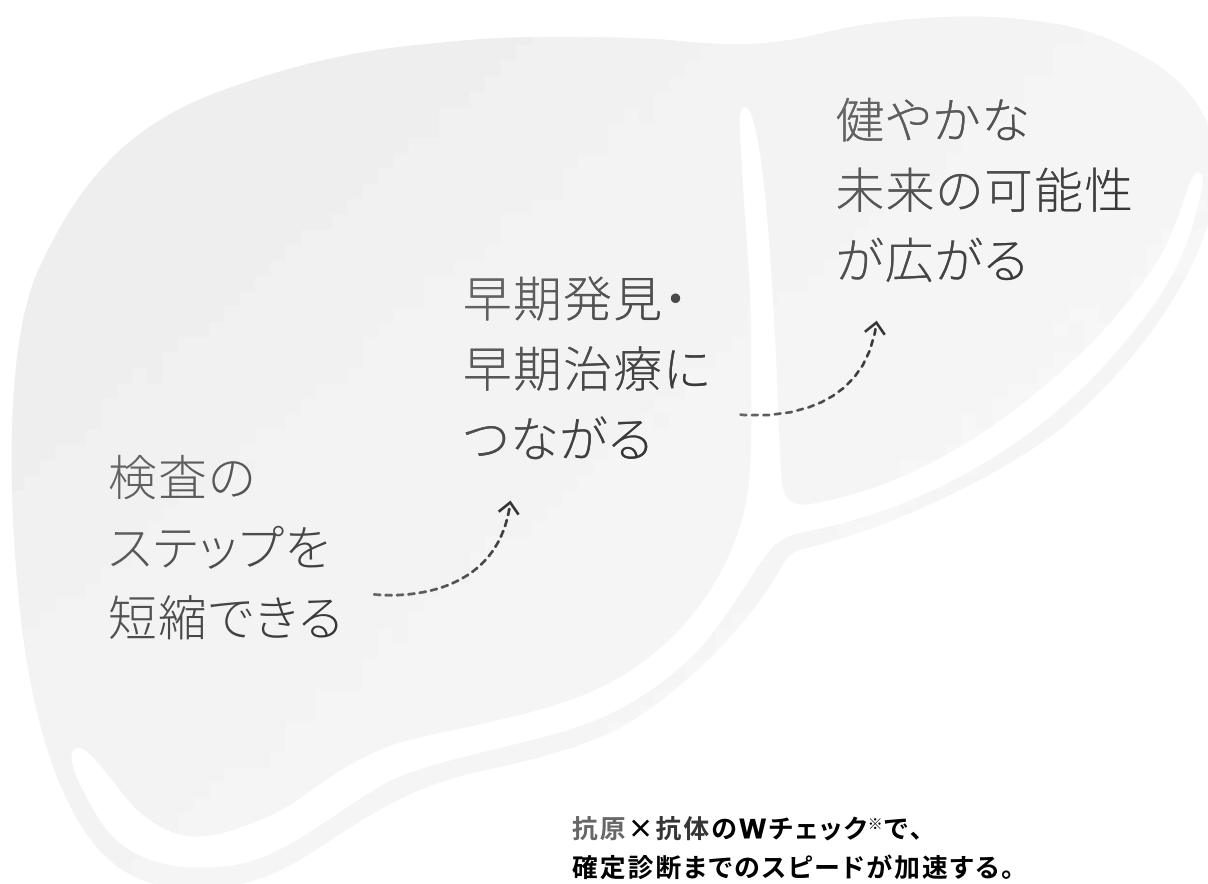 検査の
ステップを
短縮できる
早期発見・
早期治療に
つながる
健やかな
未来の可能性
が広がる
抗原×抗体のWチェック※で、
確定診断までのスピードが加速する。